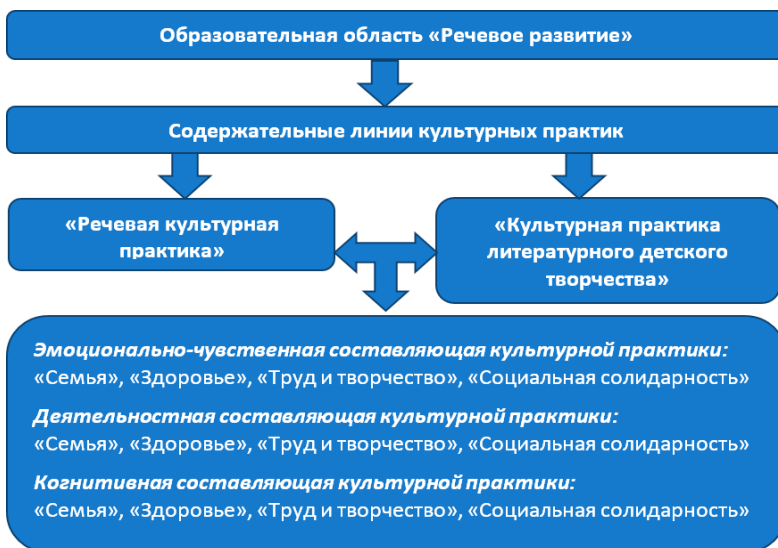 Образовательная область «Речевое развитие»
Содержательные линии культурных практик
«Речевая культурная
практика»
«Культурная практика
литературного детского
творчества»
Эмоционально-чувственная составляющая культурной практики:
«Семья», «Здоровье», «Труд и творчество», «Социальная солидарность»
Деятельностная составляющая культурной практики:
«Семья», «Здоровье», «Труд и творчество», «Социальная солидарность»
Когнитивная составляющая культурной практики:
«Семья», «Здоровье», «Труд и творчество», «Социальная солидарность»